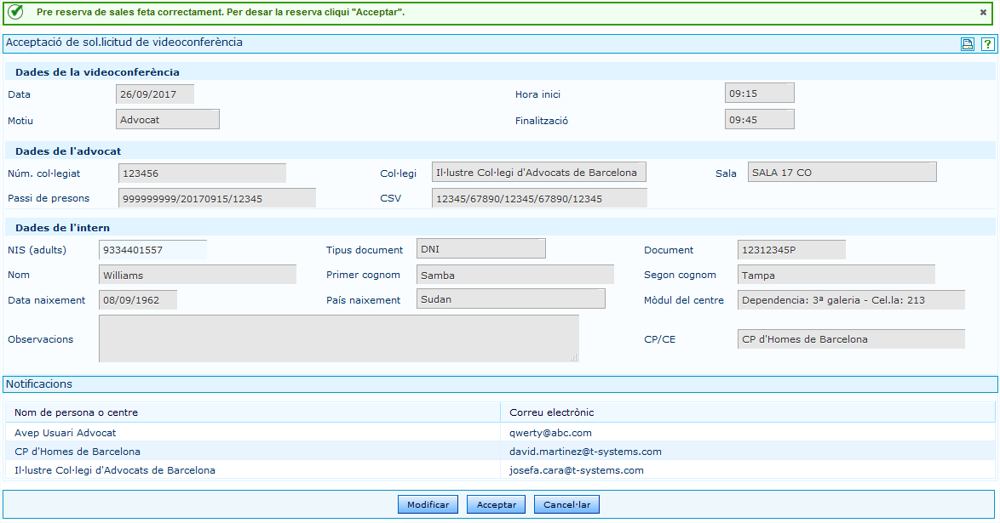 Pre reserva de sales feta correctament. Per desar la reserva cliqui "Acceptar".
Acceptació de sol.licitud de videoconferència
Dades de la videoconferència
Data 26/09/2017 Hora inici 09:15
Motiu Advocat Finalització 09:45
Dades de l'advocat
Núm. col·legiat 123456 Col·legi Il·lustre Col·legi d'Advocats de Barcelona Sala SALA 17 CO
Passi de presons 999999999/20170915/12345 CSV 12345/67890/12345/67890/12345
Dades de l'intern
NIS (adults) 9334401557 Tipus document DNI Document 12312345P
Nom Williams Primer cognom Samba Segon cognom Tampa
Data naixement 08/09/1962 País naixement Sudan Mòdul del centre Dependencia: 3ª galeria - Cel.la: 213
Observacions CP/CE CP d'Homes de Barcelona
Notificacions
Nom de persona o centre Correu electrònic
Avep Usuari Advocat qwerty@abc.com
CP d'Homes de Barcelona david.martinez@t-systems.com
Il·lustre Col·legi d'Advocats de Barcelona josefa.cara@t-systems.com
Modificar Acceptar Cancel·lar